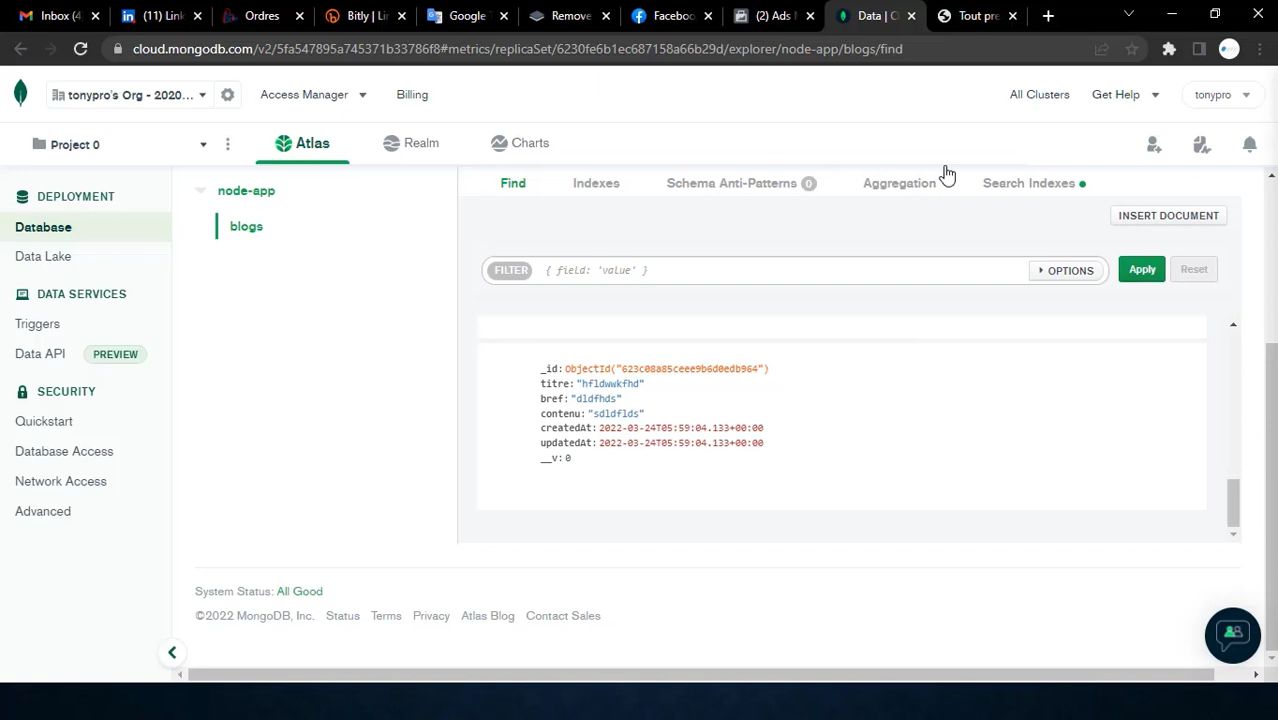 Inbox (4
(11) Link
Ordres
Bitly | Li
Google
Remove
Facebo
(2) Ads
Data | C
Tout pre
cloud.mongodb.com/v2/5fa547895a745371b33786f8#metrics/replicaSet/6230fe6b1ec687158a66b29d/explorer/node-app/blogs/find
tonypro's Org - 2020...
Access Manager
Billing
All Clusters
Get Help
tonypro
Project 0
Atlas
Realm
Charts
DEPLOYMENT
Database
Data Lake
DATA SERVICES
Triggers
Data API PREVIEW
SECURITY
Quickstart
Database Access
Network Access
Advanced
node-app
blogs
Find
Indexes
Schema Anti-Patterns 0
Aggregation
Search Indexes
INSERT DOCUMENT
FILTER { field: 'value' }
OPTIONS
Apply
Reset
_id:ObjectId("623c08a85ceee9b6d0edb964")
titre:"hfldwwkfhd"
bref:"dldfhds"
contenu:"sdldflds"
createdAt:2022-03-24T05:59:04.133+00:00
updatedAt:2022-03-24T05:59:04.133+00:00
__v:0
System Status: All Good
©2022 MongoDB, Inc.
Status
Terms
Privacy
Atlas Blog
Contact Sales